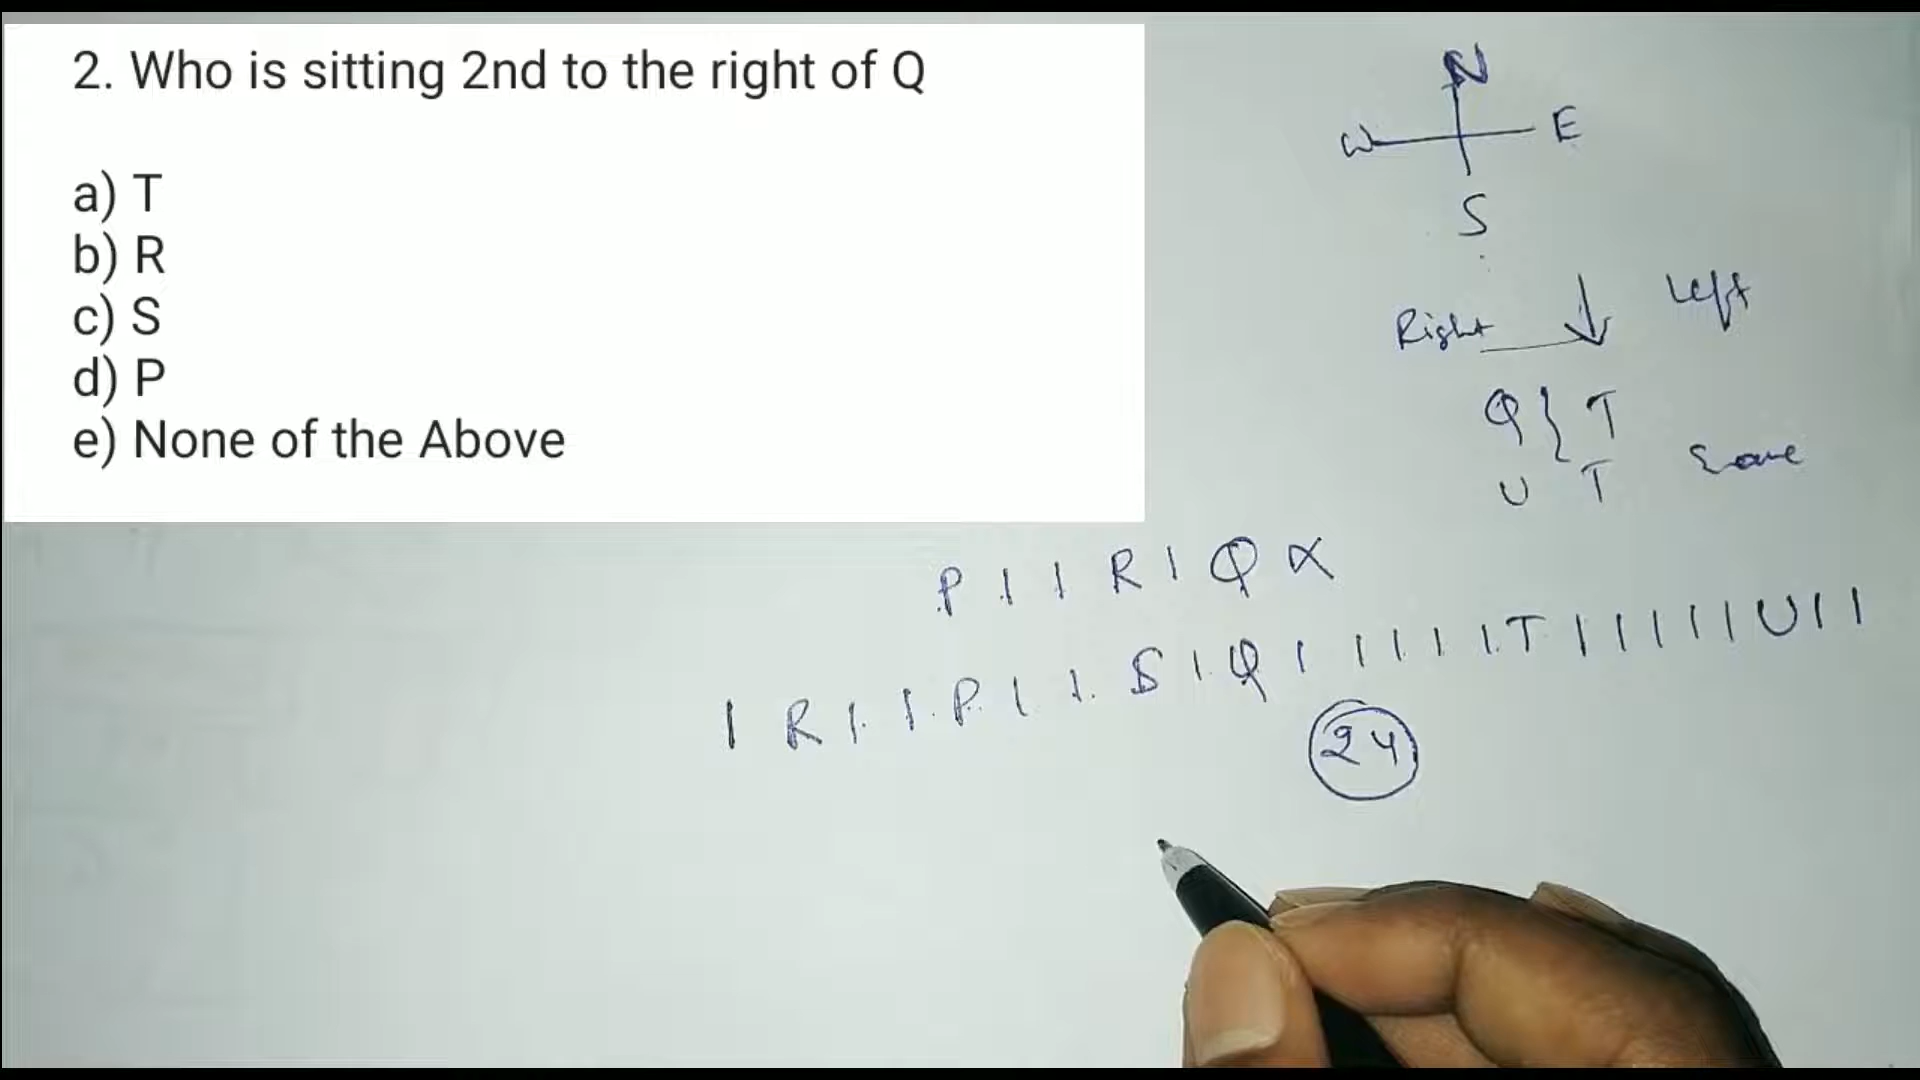 2. Who is sitting 2nd to the right of Q
a) T
b) R
c) S
d) P
e) None of the Above
N
W E
S
Right Left
Q } T
U T Same
P | | R | Q X
| R | | P | | S | Q | | | | | T | | | | | U | |
24